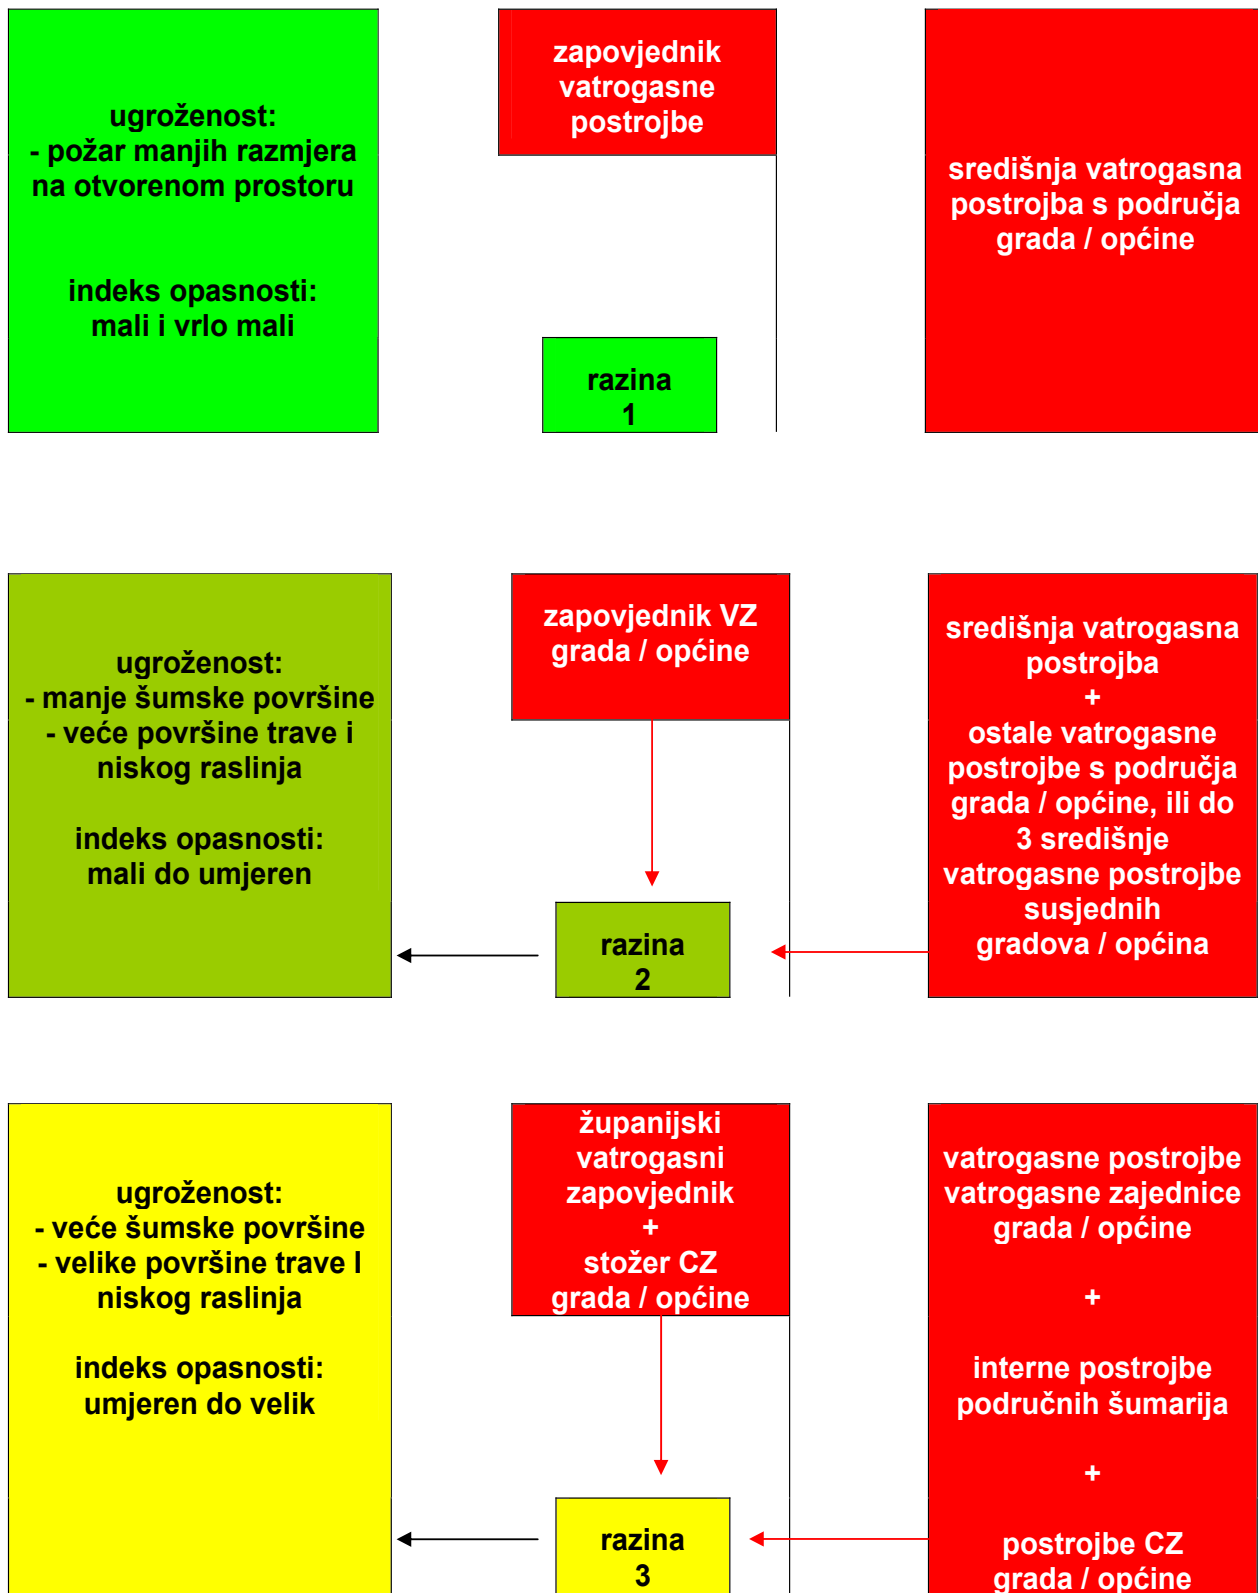 ugroženost:
- požar manjih razmjera
na otvorenom prostoru
indeks opasnosti:
mali i vrlo mali
zapovjednik
vatrogasne
postrojbe
razina
1
središnja vatrogasna
postrojba s područja
grada / općine
ugroženost:
- manje šumske površine
- veće površine trave i
niskog raslinja
indeks opasnosti:
mali do umjeren
zapovjednik VZ
grada / općine
razina
2
središnja vatrogasna
postrojba
+
ostale vatrogasne
postrojbe s područja
grada / općine, ili do
3 središnje
vatrogasne postrojbe
susjednih
gradova / općina
ugroženost:
- veće šumske površine
- velike površine trave I
niskog raslinja
indeks opasnosti:
umjeren do velik
županijski
vatrogasni
zapovjednik
+
stožer CZ
grada / općine
razina
3
vatrogasne postrojbe
vatrogasne zajednice
grada / općine
+
interne postrojbe
područnih šumarija
+
postrojbe CZ
grada / općine